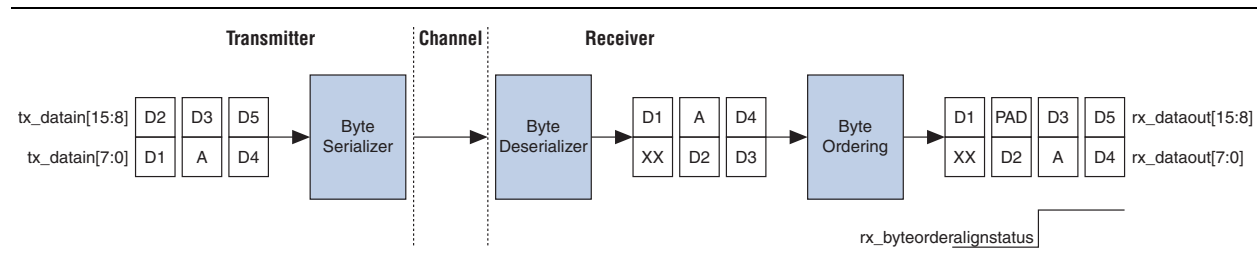 Transmitter Channel Receiver
tx_datain[15:8] D2 D3 D5 D1 A D4 D1 PAD D3 D5 rx_dataout[15:8]
Byte Serializer
Byte Deserializer
Byte Ordering
tx_datain[7:0] D1 A D4 XX D2 D3 XX D2 A D4 rx_dataout[7:0]
rx_byteorderalignstatus